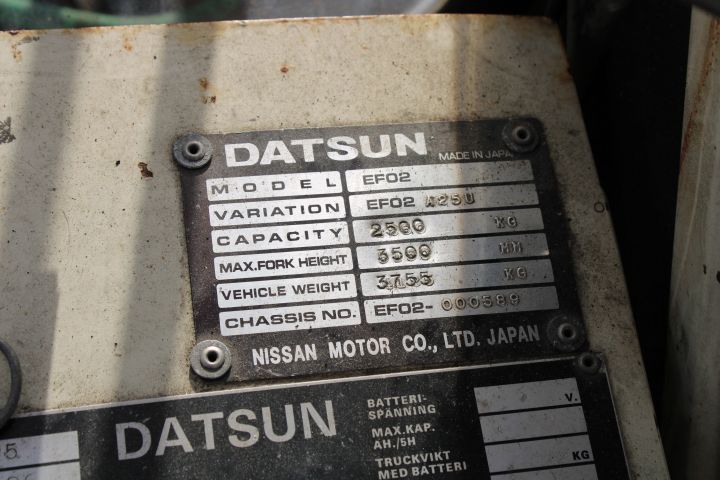 DATSUN MADE IN JAPAN
MODEL EF02
VARIATION EF02 A25U
CAPACITY 2500 KG
MAX.FORK HEIGHT 3500 MM
VEHICLE WEIGHT 3755 KG
CHASSIS NO. EF02-000589
NISSAN MOTOR CO., LTD. JAPAN
DATSUN
BATTERI-
SPÄNNING V.
MAX.KAP.
AH./5H
TRUCKVIKT
MED BATTERI KG